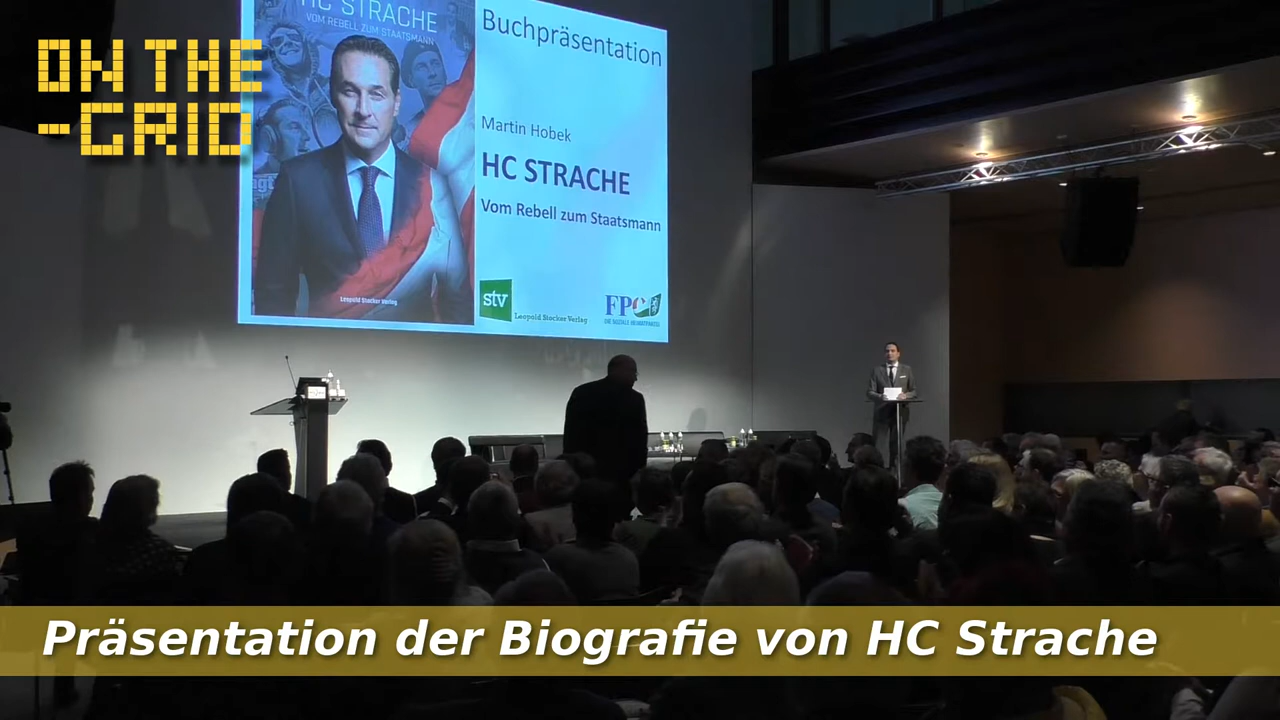 ON THE
-GRID
HC STRACHE
VOM REBELL ZUM STAATSMANN
Leopold Stocker Verlag
Buchpräsentation
Martin Hobek
HC STRACHE
Vom Rebell zum Staatsmann
stv
Leopold Stocker Verlag
FPÖ
DIE SOZIALE HEIMATPARTEI
Präsentation der Biografie von HC Strache